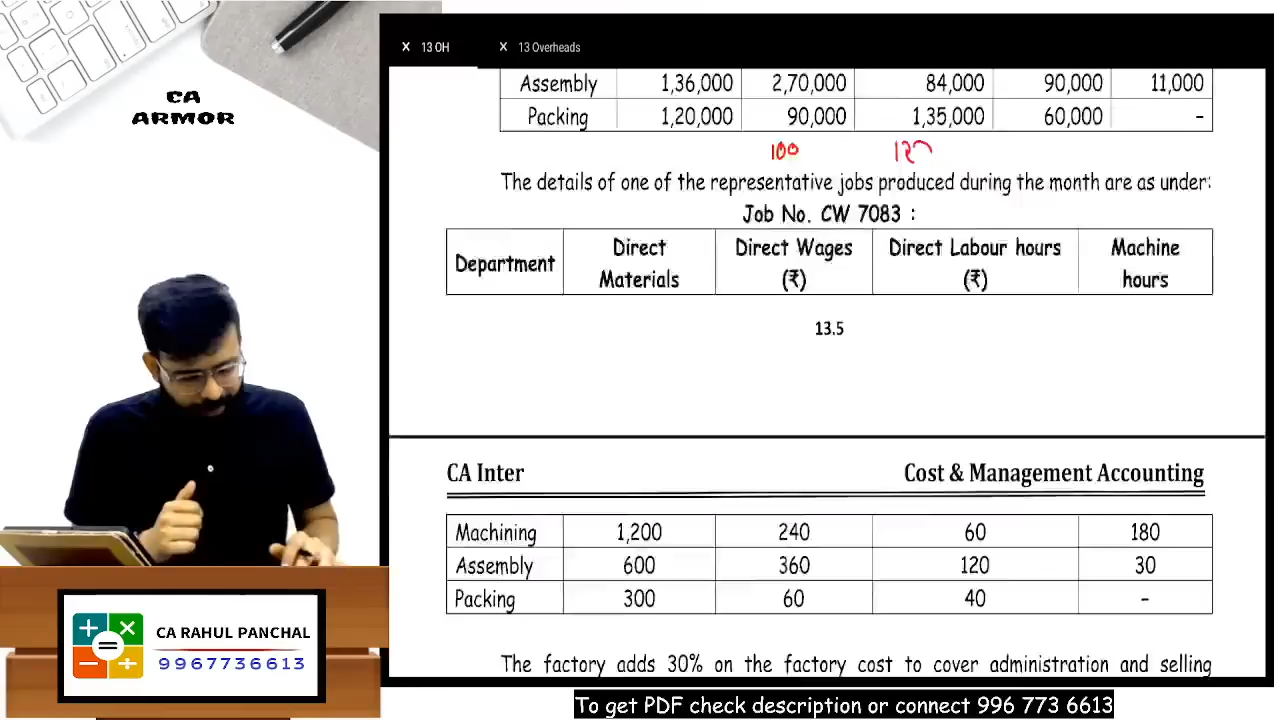 CA
ARMOR
× 13 OH × 13 Overheads
Assembly 1,36,000 2,70,000 84,000 90,000 11,000
Packing 1,20,000 90,000 1,35,000 60,000 -
100
The details of one of the representative jobs produced during the month are as under:
Job No. CW 7083 :
Department Direct Materials Direct Wages (₹) Direct Labour hours (₹) Machine hours
13.5
CA Inter Cost & Management Accounting
Machining 1,200 240 60 180
Assembly 600 360 120 30
Packing 300 60 40 -
The factory adds 30% on the factory cost to cover administration and selling
CA RAHUL PANCHAL
9967736613
To get PDF check description or connect 996 773 6613